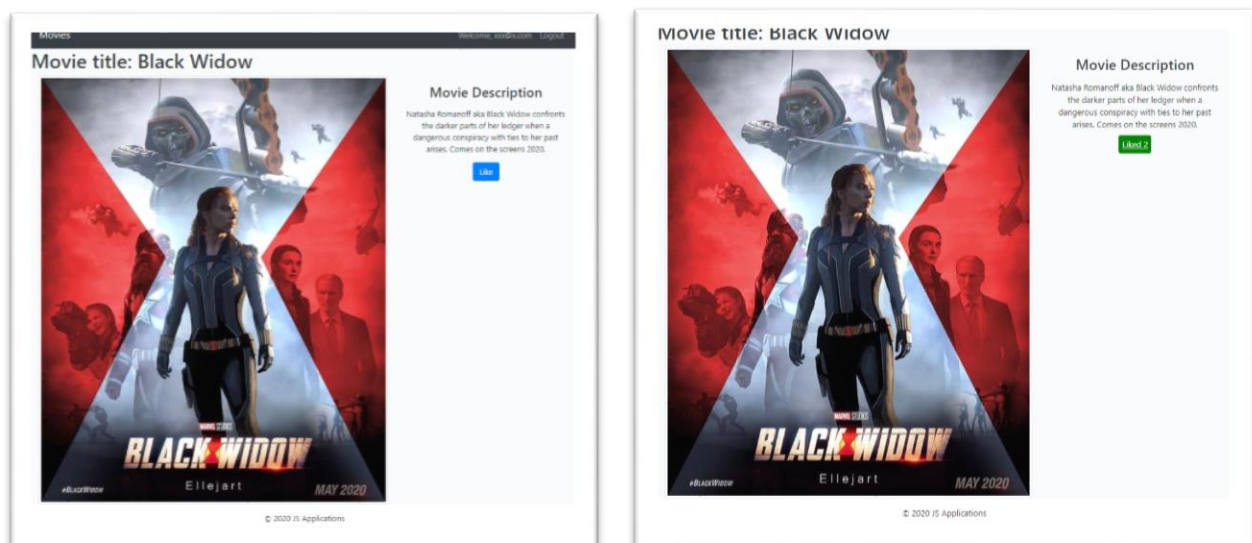 Movies
Welcome,
Logout
Movie title: Black Widow
Movie Description
Natasha Romanoff aka Black Widow confronts
the darker parts of her ledger when a
dangerous conspiracy with ties to her past
arises. Comes on the screens 2020.
Like
MARVEL STUDIOS
BLACK WIDOW
Ellejart
#BLACKWIDOW
MAY 2020
© 2020 JS Applications
Movie title: Black Widow
Movie Description
Natasha Romanoff aka Black Widow confronts
the darker parts of her ledger when a
dangerous conspiracy with ties to her past
arises. Comes on the screens 2020.
Liked 2
MARVEL STUDIOS
BLACK WIDOW
Ellejart
#BLACKWIDOW
MAY 2020
© 2020 JS Applications